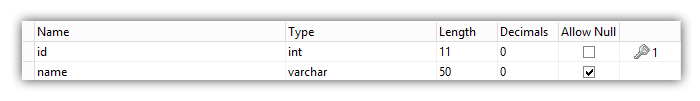 Name Type Length Decimals Allow Null
id int 11 0 1
name varchar 50 0